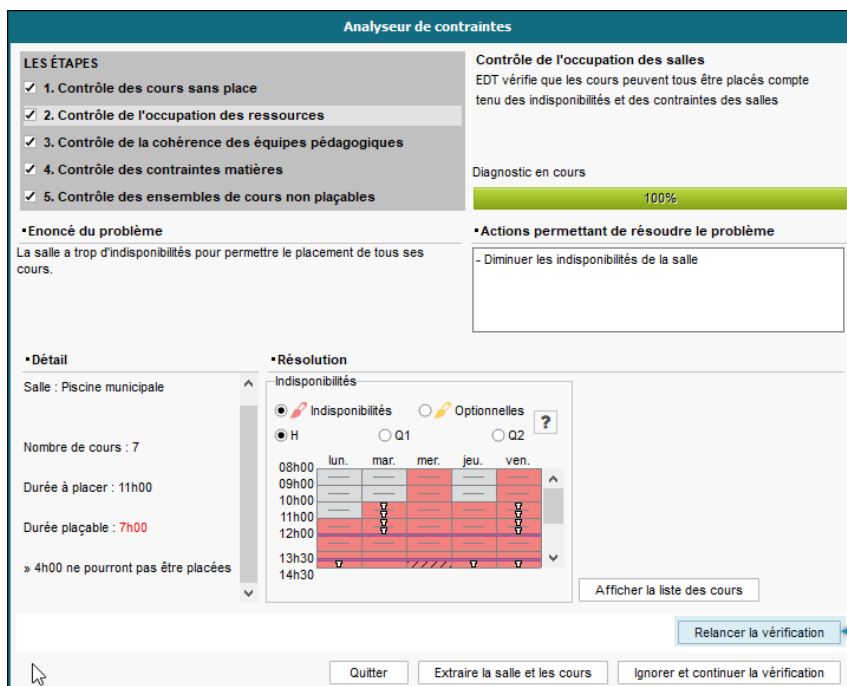 Analyseur de contraintes
LES ÉTAPES
1. Contrôle des cours sans place
2. Contrôle de l'occupation des ressources
3. Contrôle de la cohérence des équipes pédagogiques
4. Contrôle des contraintes matières
5. Contrôle des ensembles de cours non plaçables
Contrôle de l'occupation des salles
EDT vérifie que les cours peuvent tous être placés compte
tenu des indisponibilités et des contraintes des salles
Diagnostic en cours
100%
Enoncé du problème
La salle a trop d'indisponibilités pour permettre le placement de tous ses
cours.
Actions permettant de résoudre le problème
- Diminuer les indisponibilités de la salle
Détail
Salle : Piscine municipale
Nombre de cours : 7
Durée à placer : 11h00
Durée plaçable : 7h00
» 4h00 ne pourront pas être placées
Résolution
Indisponibilités
Indisponibilités Optionnelles ?
H Q1 Q2
lun. mar. mer. jeu. ven.
08h00
09h00
10h00
11h00
12h00
13h30
14h30
Afficher la liste des cours
Relancer la vérification
Quitter Extraire la salle et les cours Ignorer et continuer la vérification